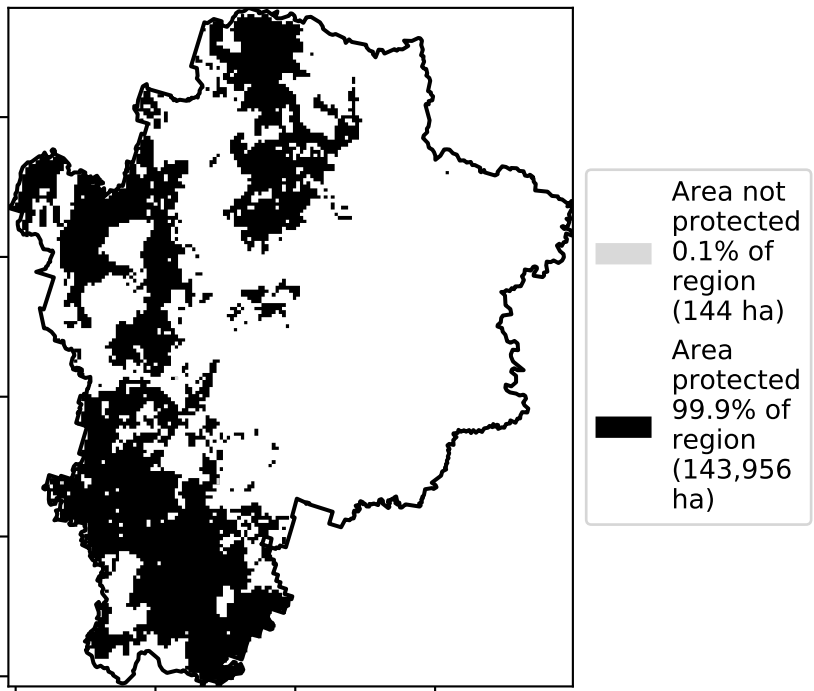 Area not
protected
0.1% of
region
(144 ha)
Area
protected
99.9% of
region
(143,956
ha)